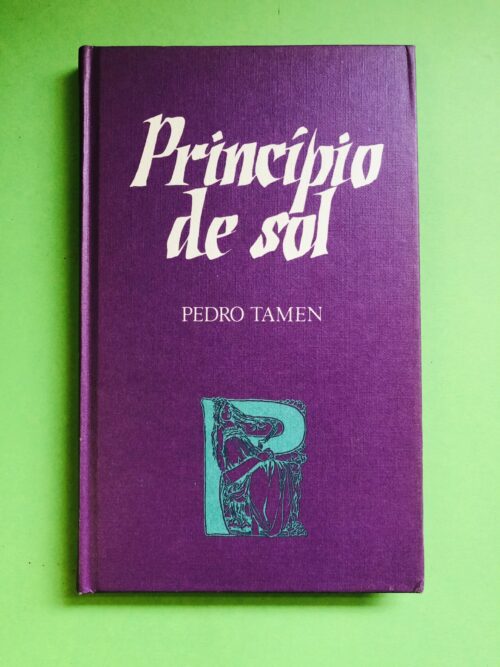 Princípio
de sol
PEDRO TAMEN
P